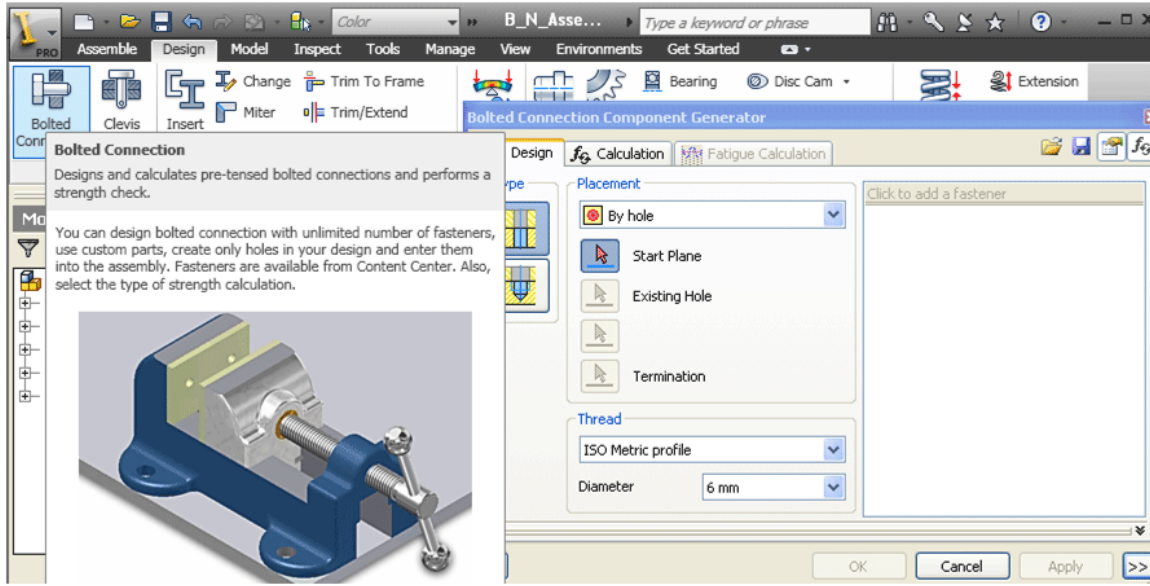 Color
B_N_Asse...
Type a keyword or phrase
PRO
Assemble Design Model Inspect Tools Manage View Environments Get Started
Change Trim To Frame Bearing Disc Cam Extension
Miter Trim/Extend
Bolted
Clevis
Insert
Conr
Bolted Connection Component Generator
Bolted Connection
Designs and calculates pre-tensed bolted connections and performs a
strength check.
You can design bolted connection with unlimited number of fasteners,
use custom parts, create only holes in your design and enter them
into the assembly. Fasteners are available from Content Center. Also,
select the type of strength calculation.
Mo
Design fG Calculation Fatigue Calculation
ype
Placement
By hole
Start Plane
Existing Hole
Termination
Click to add a fastener
Thread
ISO Metric profile
Diameter 6 mm
OK Cancel Apply >>